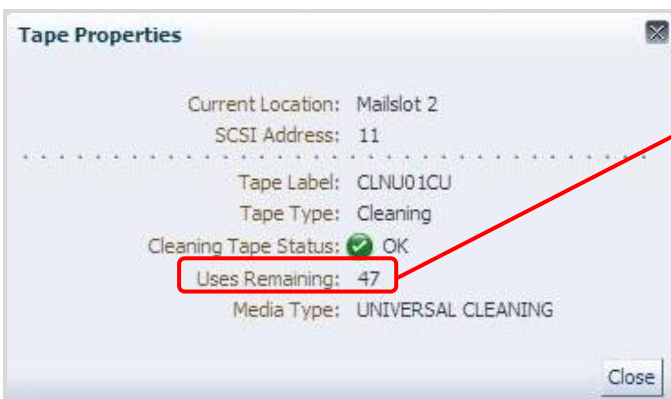 Tape Properties
Current Location: Mailslot 2
SCSI Address: 11
Tape Label: CLNU01CU
Tape Type: Cleaning
Cleaning Tape Status: OK
Uses Remaining: 47
Media Type: UNIVERSAL CLEANING
Close